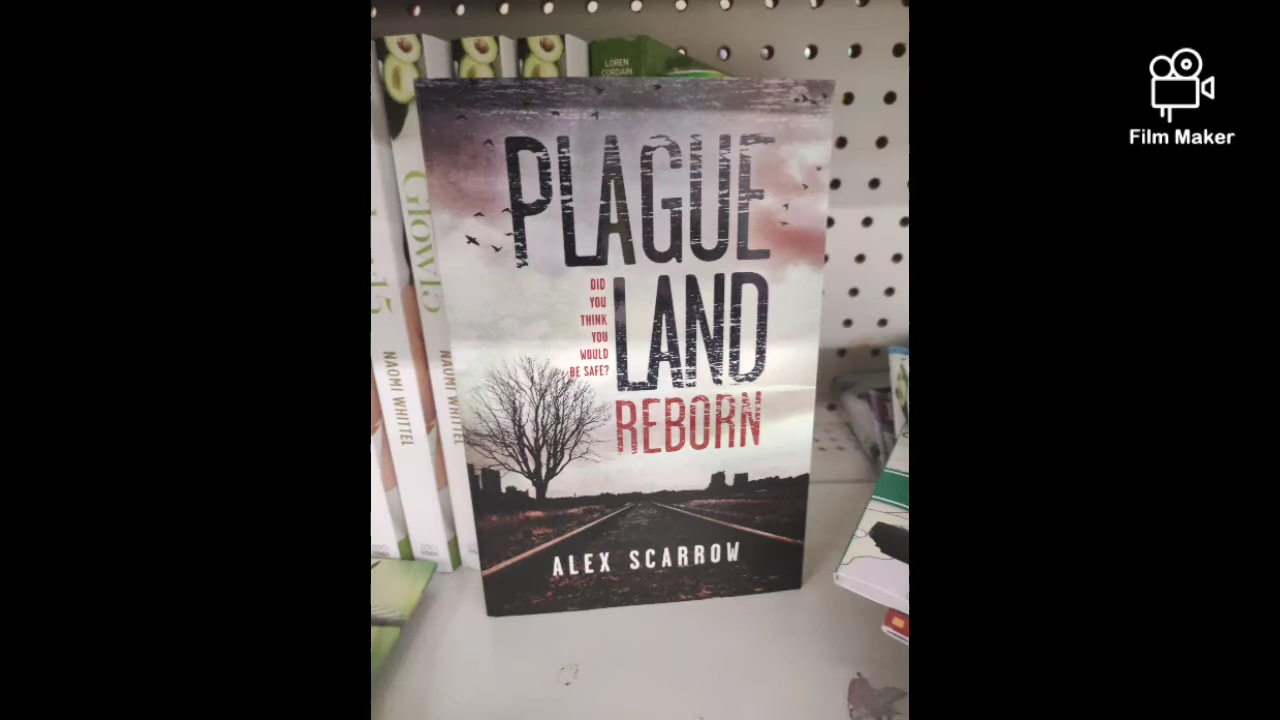 LOREN
CORDAIN
PLAGUE
LAND
REBORN
DID
YOU
THINK
YOU
WOULD
BE SAFE?
ALEX SCARROW
Glow15
NAOMI WHITTEL
NAOMI WHITTEL
Film Maker